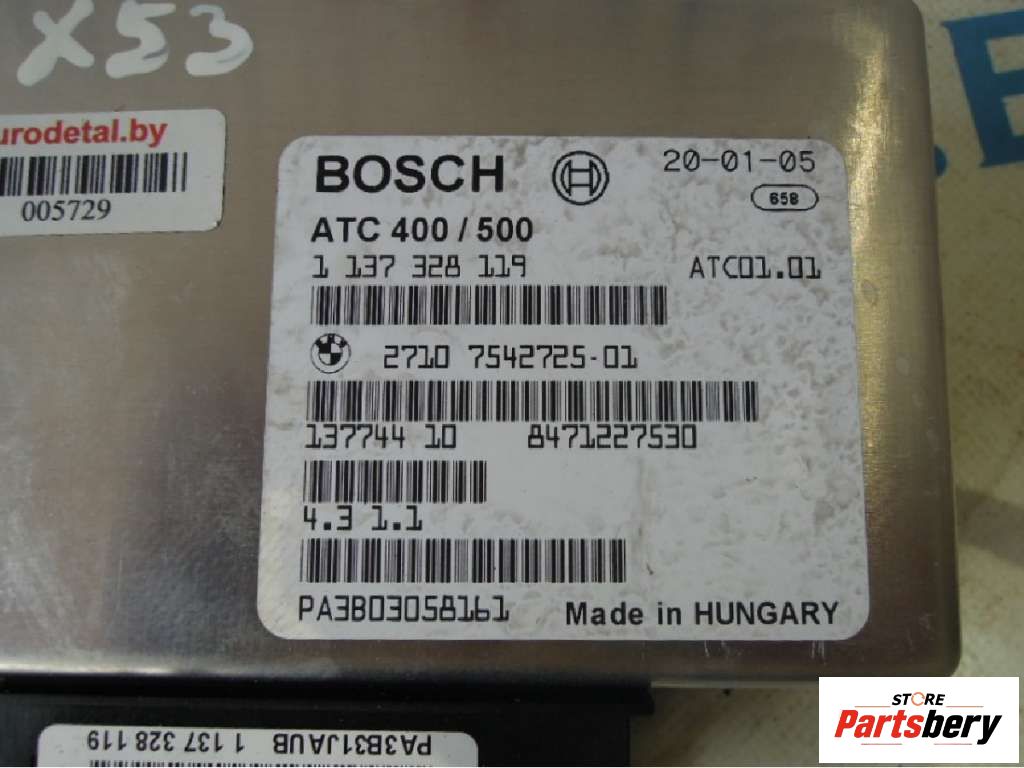 X53
urodetal.by
005729
BOSCH
20-01-05
658
ATC 400 / 500
1 137 328 119 ATC01.01
2710 7542725-01
137744 10 8471227530
4.3 1.1
PA3B03058161 Made in HUNGARY
PA3B31JAUB 1 137 328 119
STORE
Partsbery